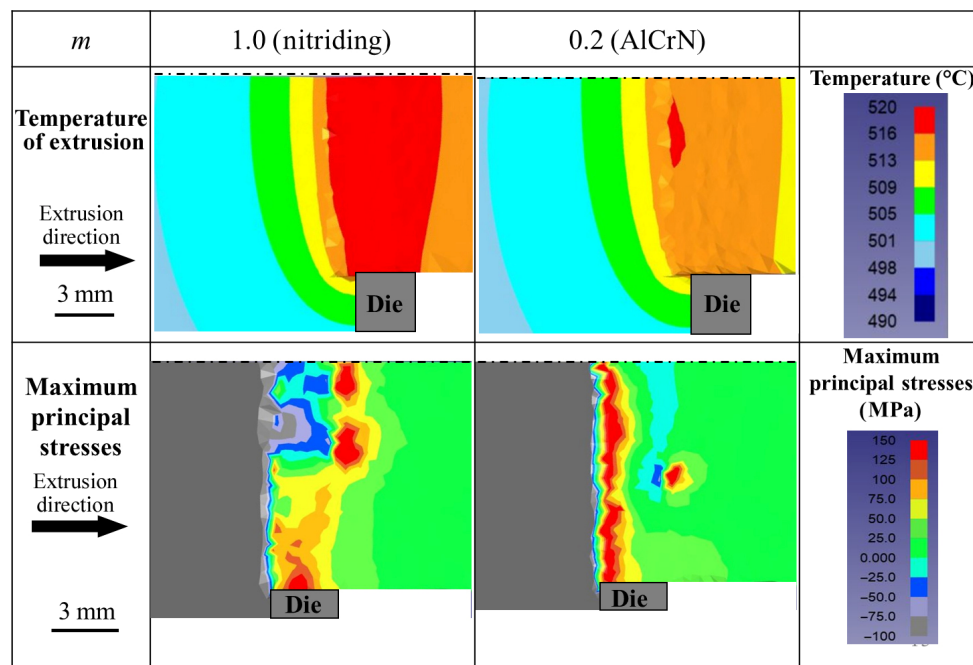 m
1.0 (nitriding)
0.2 (AlCrN)
Temperature
of extrusion
Extrusion
direction
3 mm
Die
Die
Temperature (°C)
520
516
513
509
505
501
498
494
490
Maximum
principal
stresses
Extrusion
direction
3 mm
Die
Die
Maximum
principal stresses
(MPa)
150
125
100
75.0
50.0
25.0
0.000
−25.0
−50.0
−75.0
−100